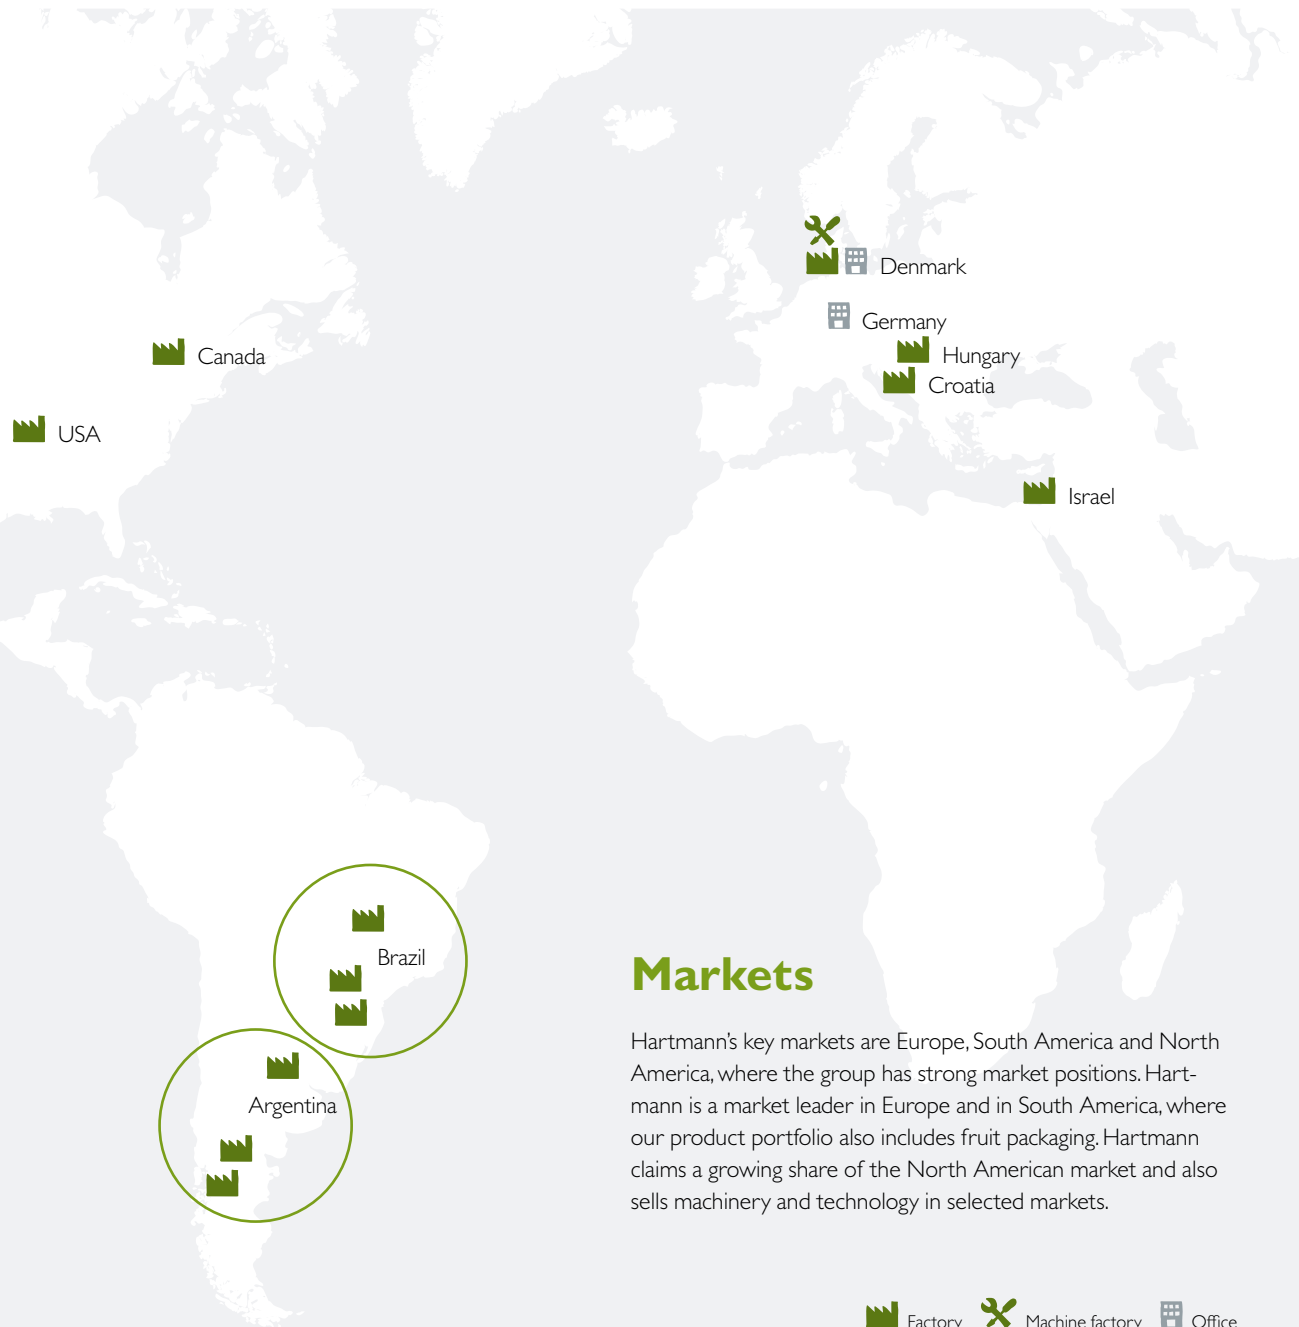 Denmark
Germany
Canada
Hungary
Croatia
USA
Israel
Brazil
Argentina
Markets
Hartmann’s key markets are Europe, South America and North
America, where the group has strong market positions. Hart-
mann is a market leader in Europe and in South America, where
our product portfolio also includes fruit packaging. Hartmann
claims a growing share of the North American market and also
sells machinery and technology in selected markets.
Factory Machine factory Office